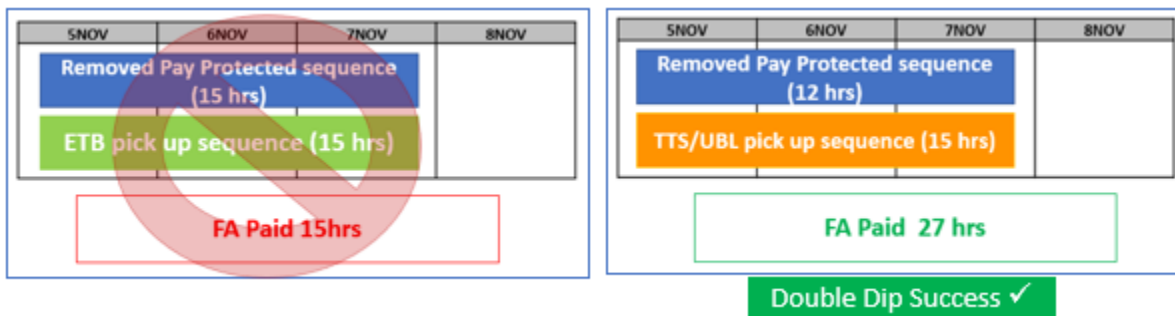 5NOV 6NOV 7NOV 8NOV
Removed Pay Protected sequence
(15 hrs)
ETB pick up sequence (15 hrs)
FA Paid 15hrs
5NOV 6NOV 7NOV 8NOV
Removed Pay Protected sequence
(12 hrs)
TTS/UBL pick up sequence (15 hrs)
FA Paid 27 hrs
Double Dip Success ✓